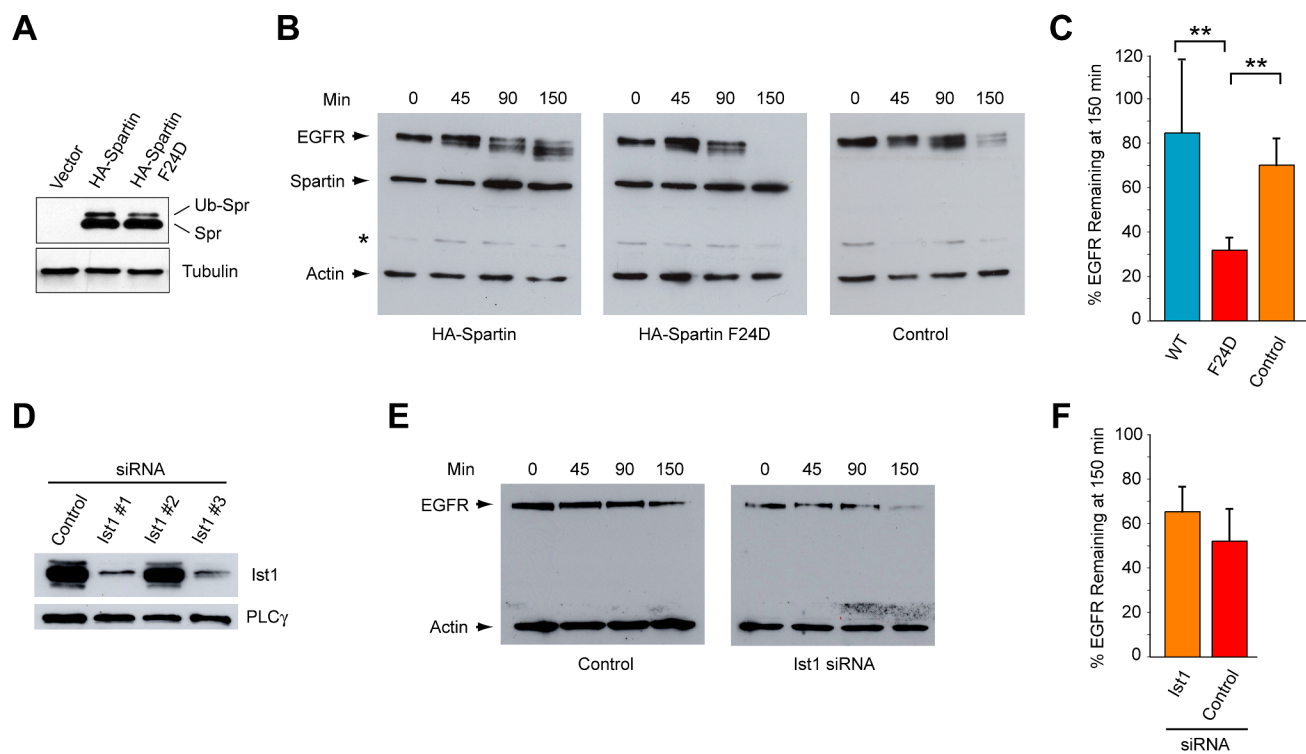 A
Vector
HA-Spartin
HA-Spartin
F24D
Ub-Spr
Spr
Tubulin
B
Min 0 45 90 150 0 45 90 150 0 45 90 150
EGFR
Spartin
*
Actin
HA-Spartin HA-Spartin F24D Control
C
% EGFR Remaining at 150 min
120
100
80
60
40
20
0
**
**
WT
F24D
Control
D
siRNA
Control
Ist1 #1
Ist1 #2
Ist1 #3
Ist1
PLCγ
E
Min 0 45 90 150 0 45 90 150
EGFR
Actin
Control Ist1 siRNA
F
% EGFR Remaining at 150 min
100
80
60
40
60
80
0
Ist1
Control
siRNA